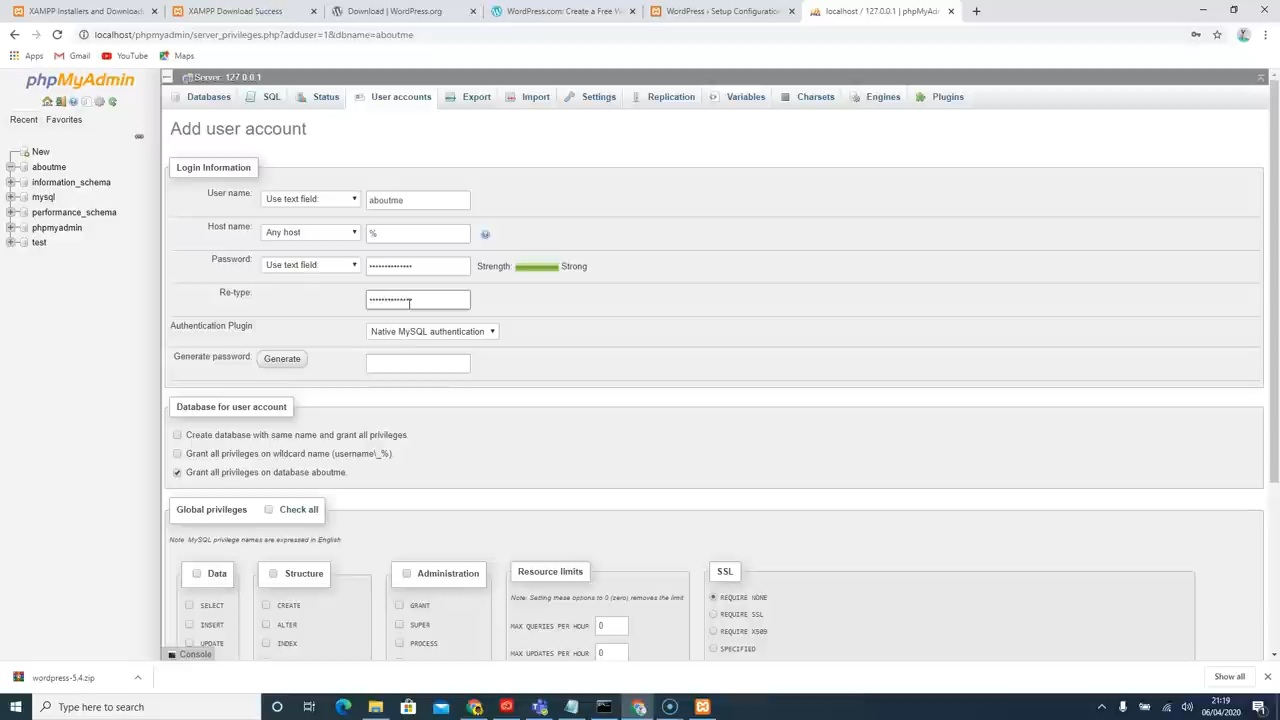 XAMPP Installers and Downloads
XAMPP Download Success
Download | WordPress.org
WordPress.com: Create a Free W
WordPress › Setup Configuration
localhost / 127.0.0.1 | phpMyAdm
localhost/phpmyadmin/server_privileges.php?adduser=1&dbname=aboutme
Apps Gmail YouTube Maps
phpMyAdmin
Server: 127.0.0.1
Databases SQL Status User accounts Export Import Settings Replication Variables Charsets Engines Plugins
Recent Favorites
New
aboutme
information_schema
mysql
performance_schema
phpmyadmin
test
Add user account
Login Information
User name: Use text field: aboutme
Host name: Any host %
Password: Use text field: •••••••••••••• Strength: Strong
Re-type: ••••••••••••••
Authentication Plugin Native MySQL authentication
Generate password: Generate
Database for user account
Create database with same name and grant all privileges.
Grant all privileges on wildcard name (username\_%).
Grant all privileges on database aboutme.
Global privileges Check all
Note: MySQL privilege names are expressed in English
Data Structure Administration Resource limits SSL
Note: Setting these options to 0 (zero) removes the limit
REQUIRE NONE
SELECT CREATE GRANT
REQUIRE SSL
INSERT ALTER SUPER MAX QUERIES PER HOUR 0
REQUIRE X509
UPDATE INDEX PROCESS
SPECIFIED
MAX UPDATES PER HOUR 0
Console
wordpress-5.4.zip
Show all
Type here to search
21:19
06/04/2020